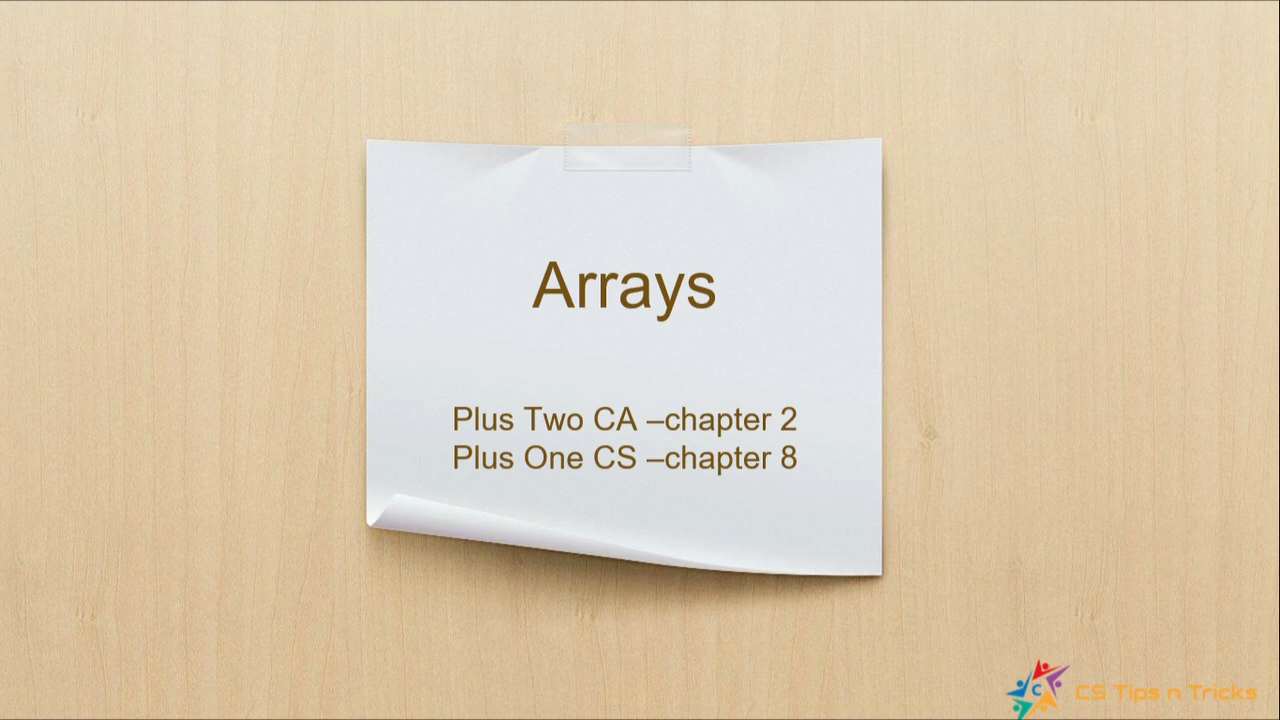 Arrays
Plus Two CA –chapter 2
Plus One CS –chapter 8
C CS Tips n Tricks